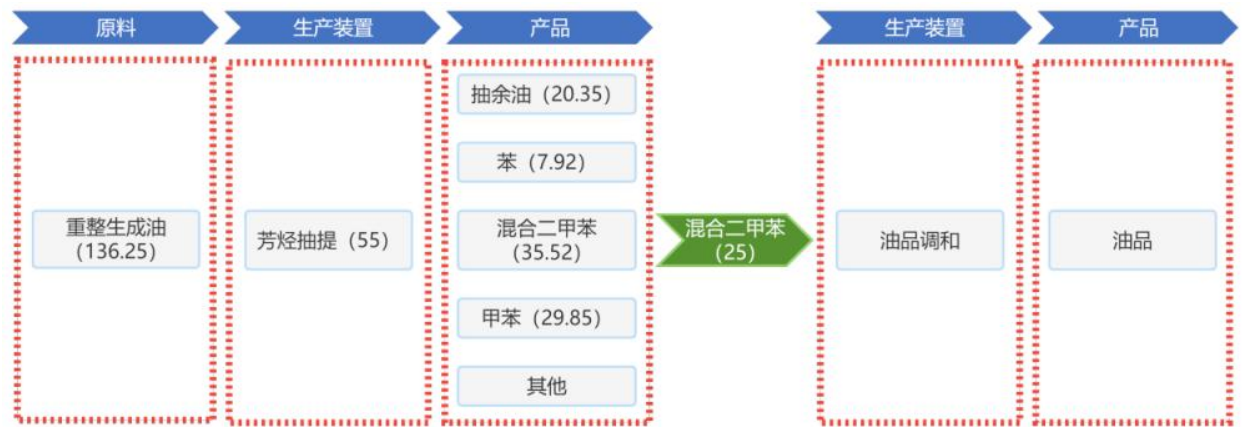 原料
生产装置
产品
生产装置
产品
抽余油（20.35）
苯（7.92）
重整生成油
(136.25)
芳烃抽提（55）
混合二甲苯
(35.52)
混合二甲苯
(25)
油品调和
油品
甲苯（29.85）
其他